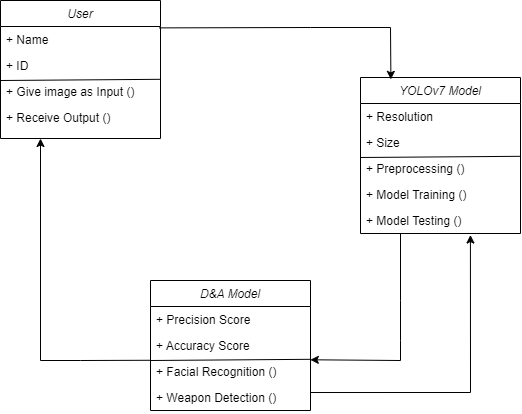 User
+ Name
+ ID
+ Give image as Input ()
+ Receive Output ()
YOLOv7 Model
+ Resolution
+ Size
+ Preprocessing ()
+ Model Training ()
+ Model Testing ()
D&A Model
+ Precision Score
+ Accuracy Score
+ Facial Recognition ()
+ Weapon Detection ()